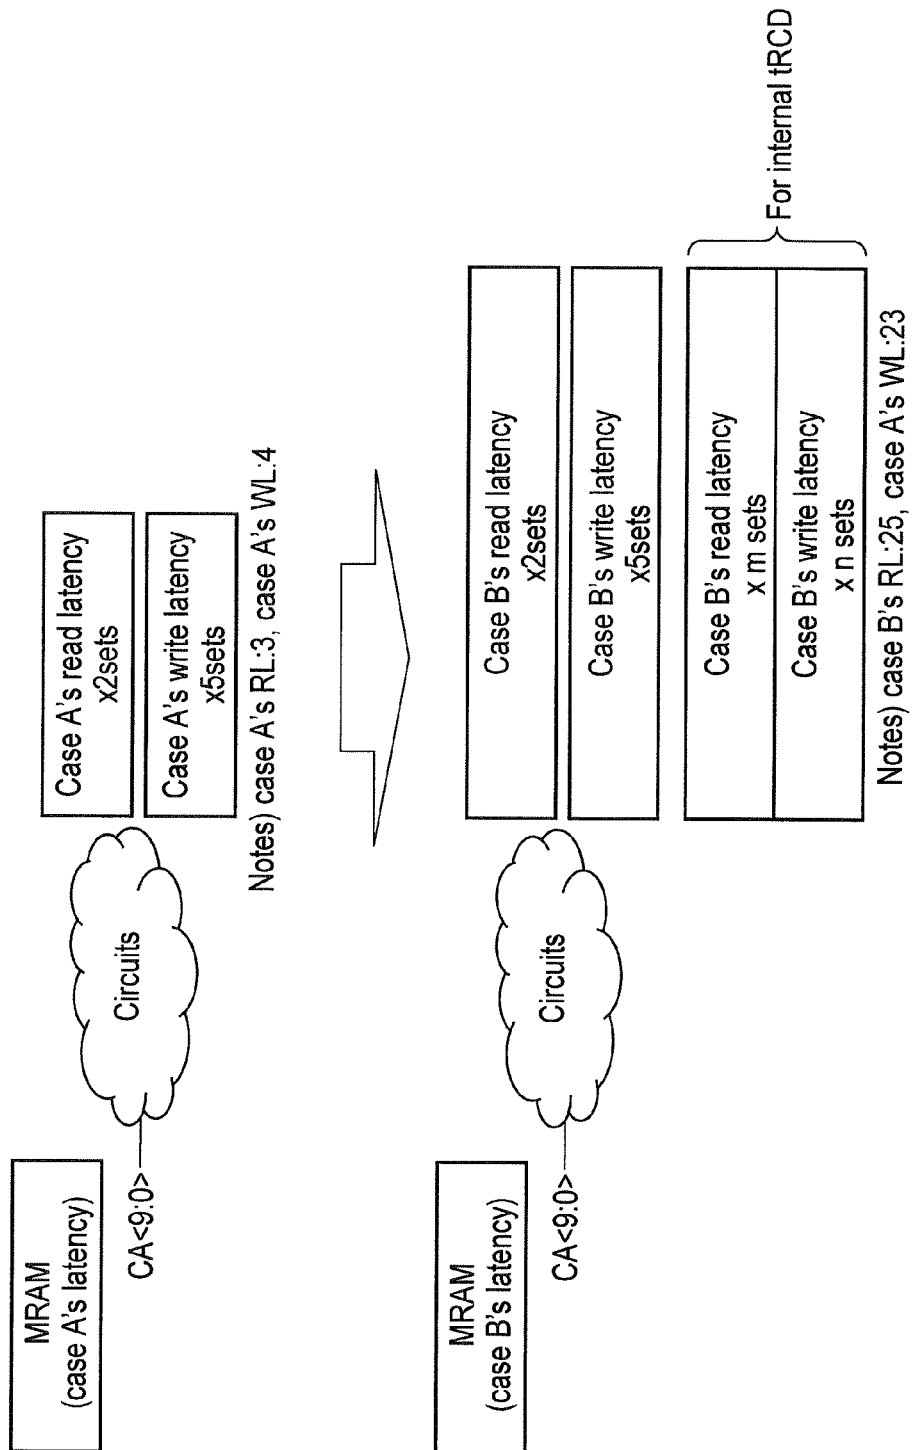 MRAM
(case A's latency)
CA<9:0>
Circuits
Case A's read latency
x2sets
Case A's write latency
x5sets
Notes) case A's RL:3, case A's WL:4
MRAM
(case B's latency)
CA<9:0>
Circuits
Case B's read latency
x2sets
Case B's write latency
x5sets
Case B's read latency
x m sets
Case B's write latency
x n sets
For internal tRCD
Notes) case B's RL:25, case A's WL:23